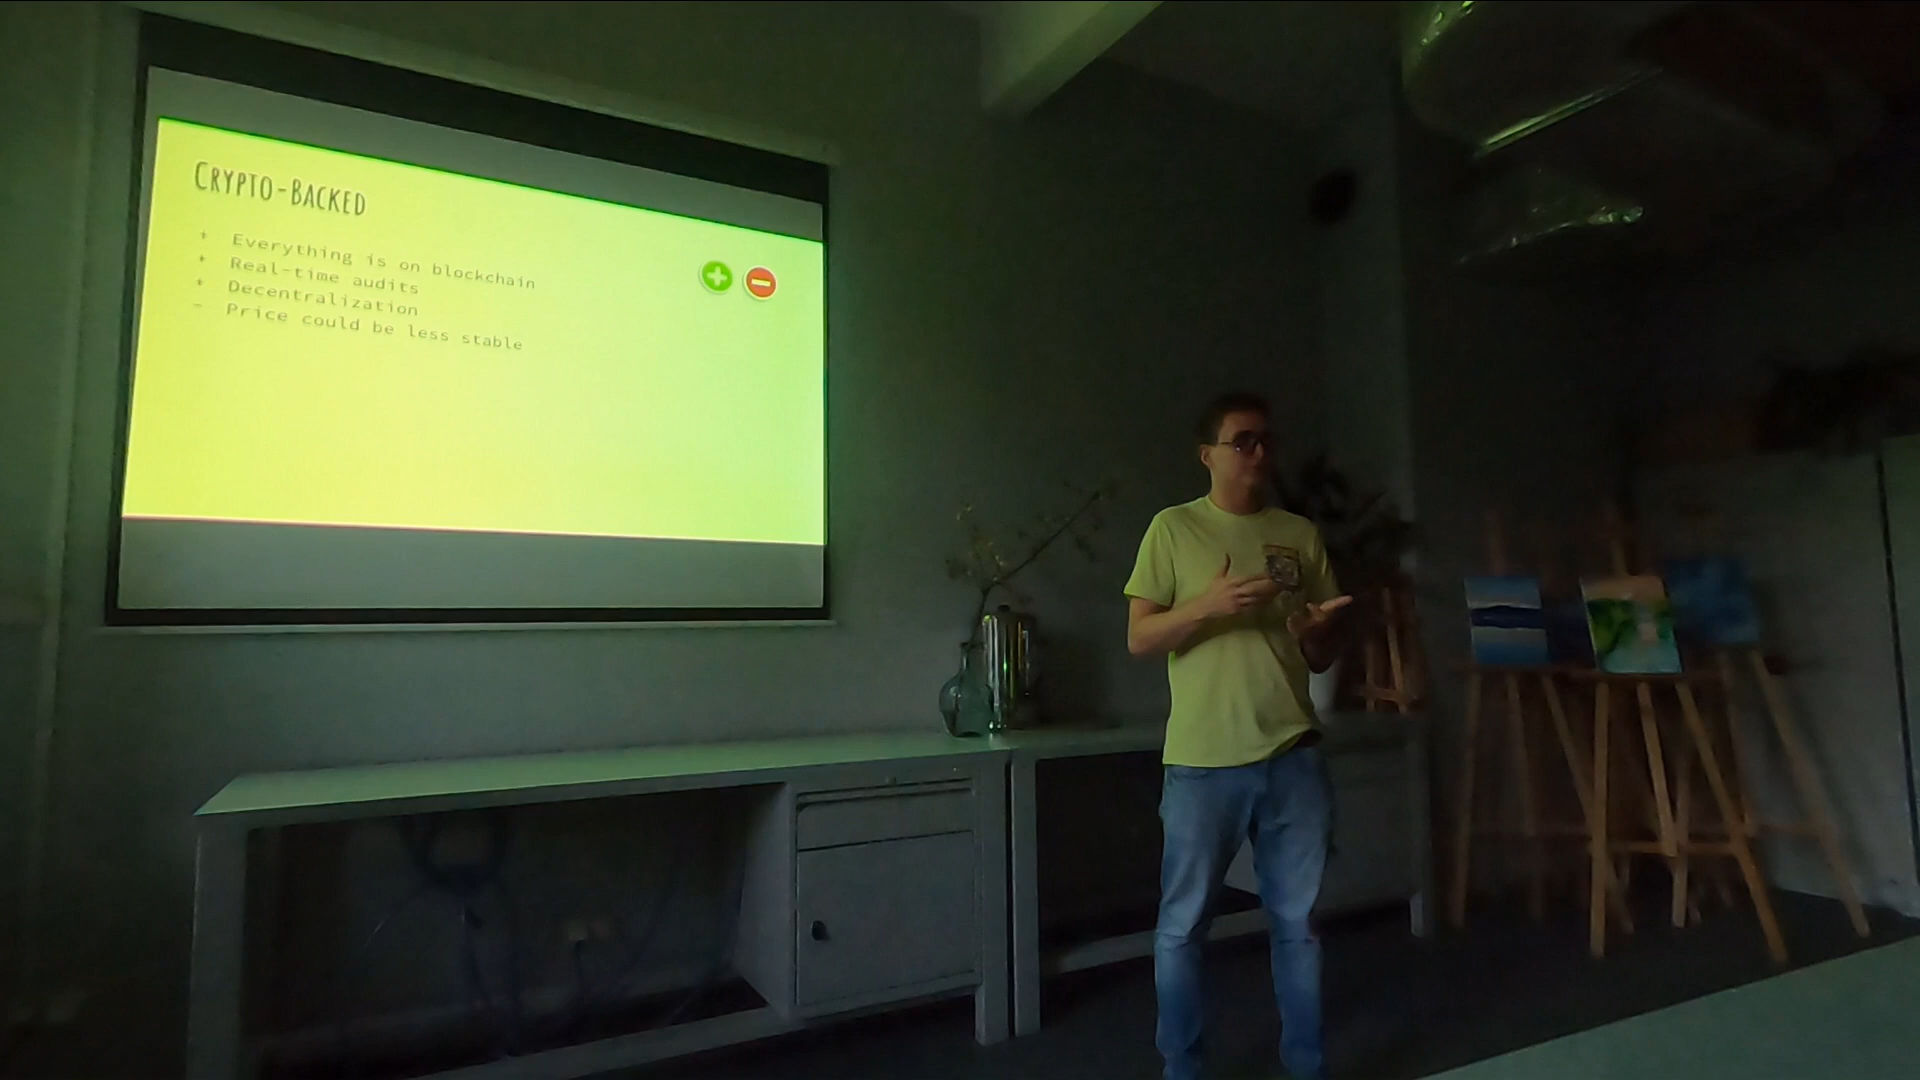 CRYPTO-BACKED
+ Everything is on blockchain
+ Real-time audits
+ Decentralization
- Price could be less stable